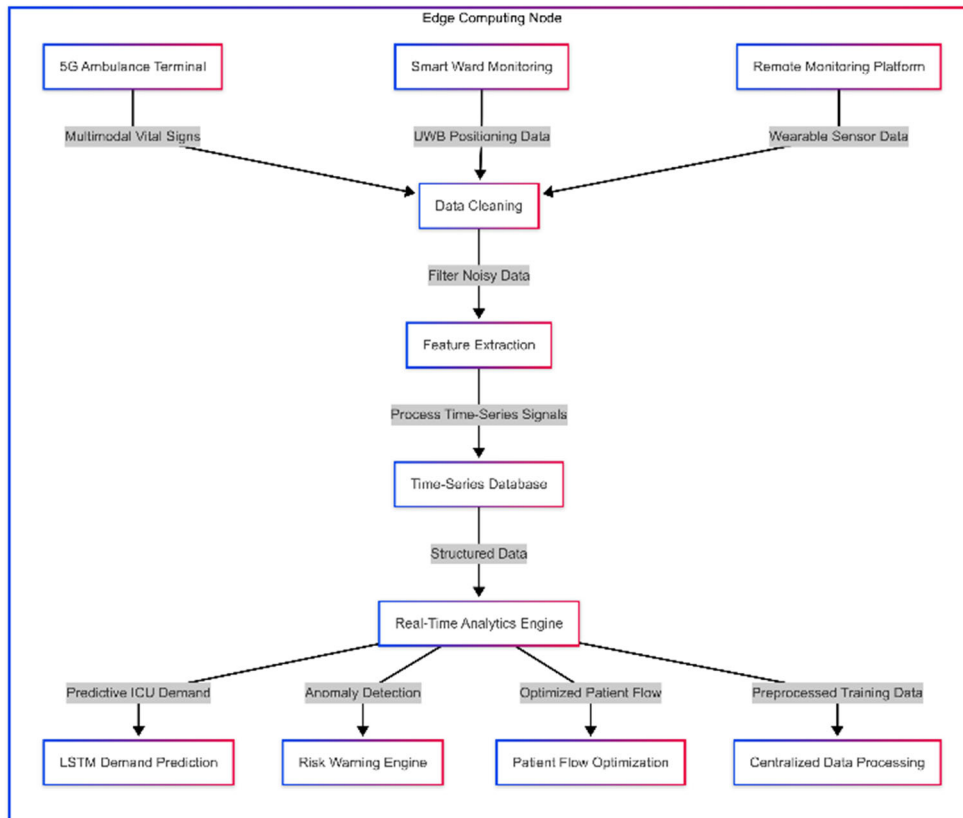 Edge Computing Node
5G Ambulance Terminal
Smart Ward Monitoring
Remote Monitoring Platform
Multimodal Vital Signs
UWB Positioning Data
Wearable Sensor Data
Data Cleaning
Filter Noisy Data
Feature Extraction
Process Time-Series Signals
Time-Series Database
Structured Data
Real-Time Analytics Engine
Predictive ICU Demand
Anomaly Detection
Optimized Patient Flow
Preprocessed Training Data
LSTM Demand Prediction
Risk Warning Engine
Patient Flow Optimization
Centralized Data Processing